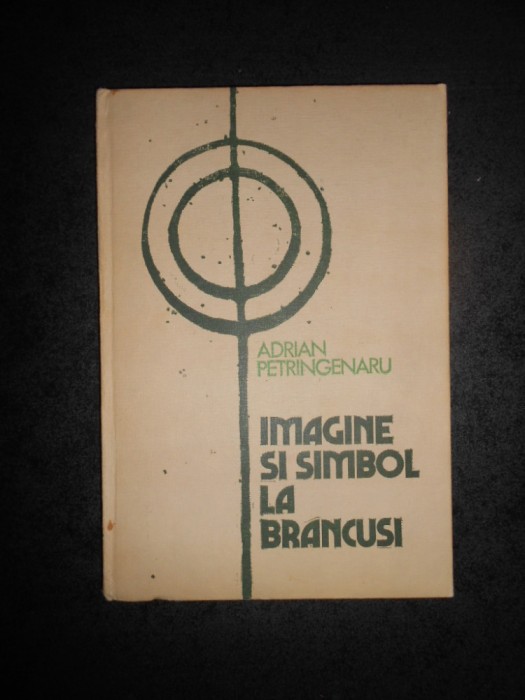 ADRIAN
PETRINGENARU
IMAGINE
SI SIMBOL
LA
BRANCUSI